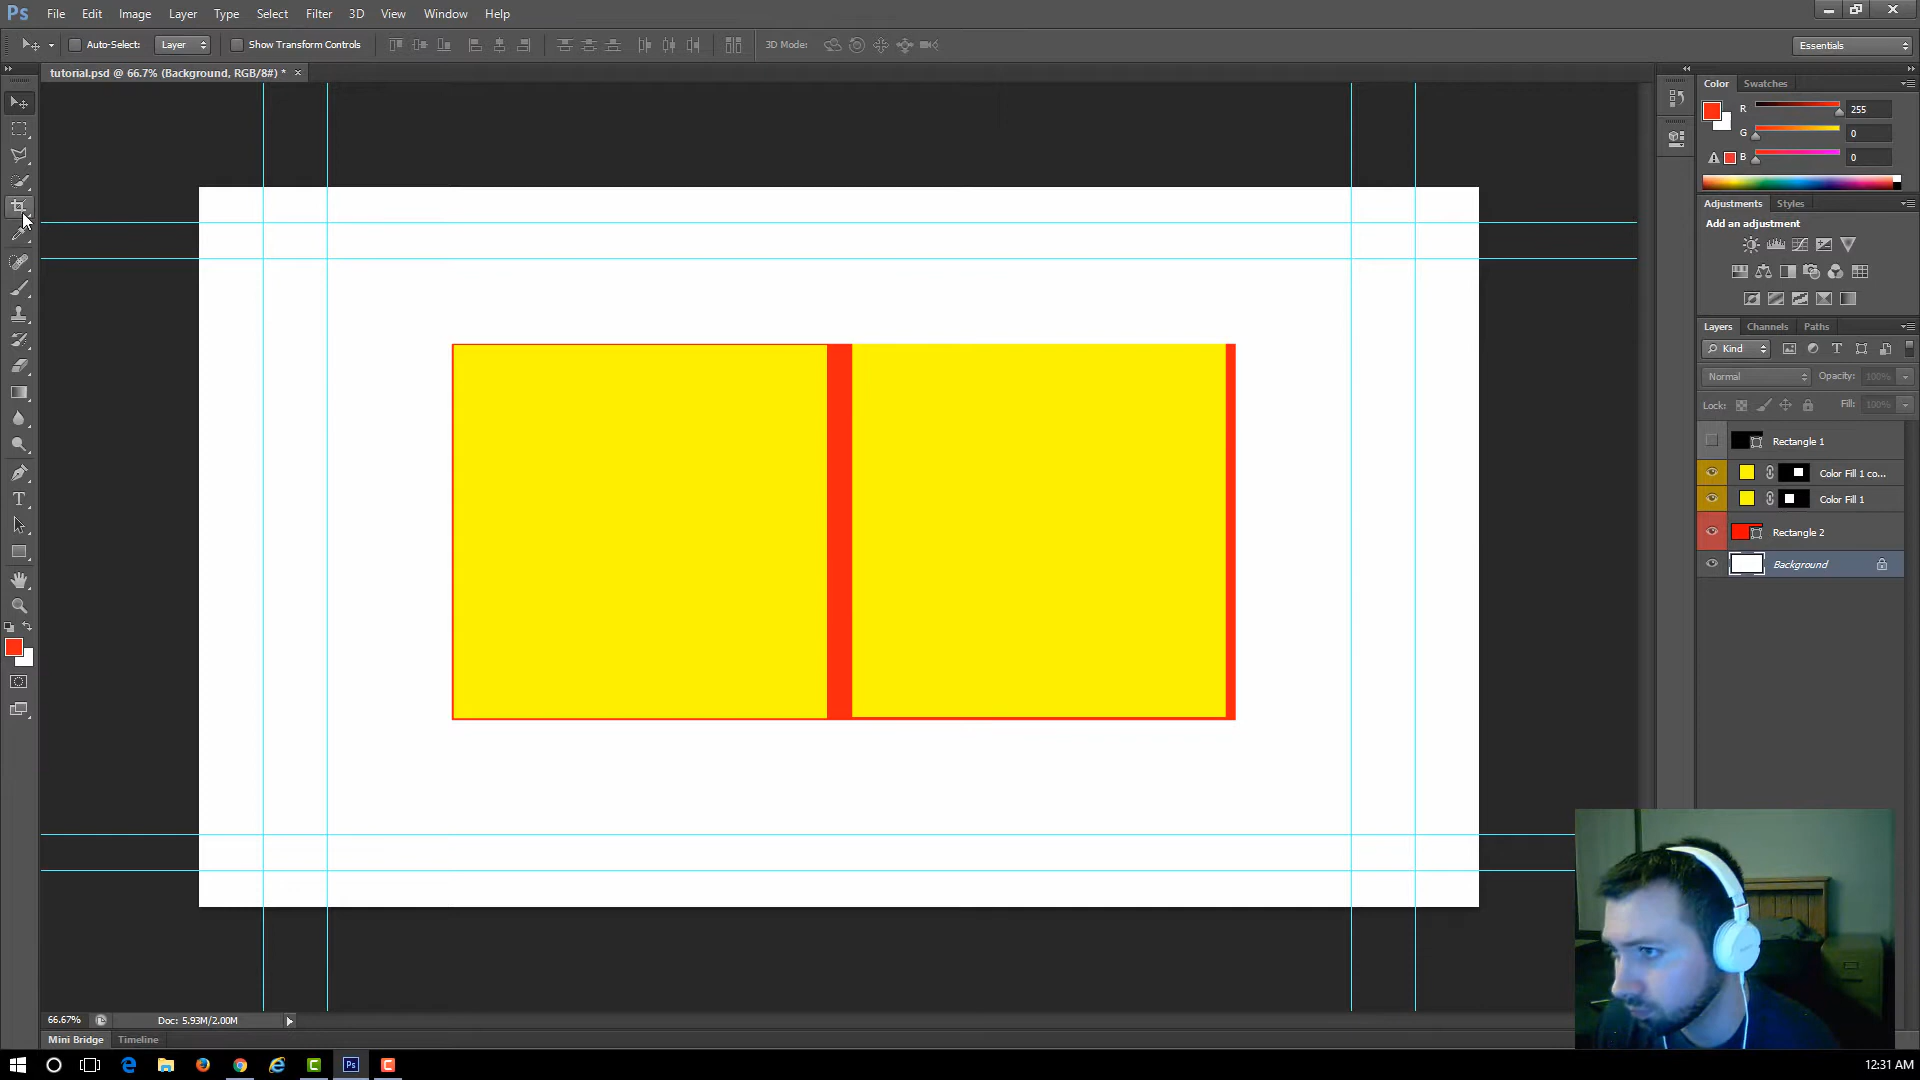 Ps File Edit Image Layer Type Select Filter 3D View Window Help
Auto-Select: Layer Show Transform Controls 3D Mode: Essentials
tutorial.psd @ 66.7% (Background, RGB/8#) * ×
Color Swatches
R 255
G 0
B 0
Adjustments Styles
Add an adjustment
Layers Channels Paths
Kind T
Normal Opacity: 100%
Lock: Fill: 100%
Rectangle 1
Color Fill 1 co...
Color Fill 1
Rectangle 2
Background
T
66.67% Doc: 5.93M/2.00M
Mini Bridge Timeline
Ps 12:31 AM